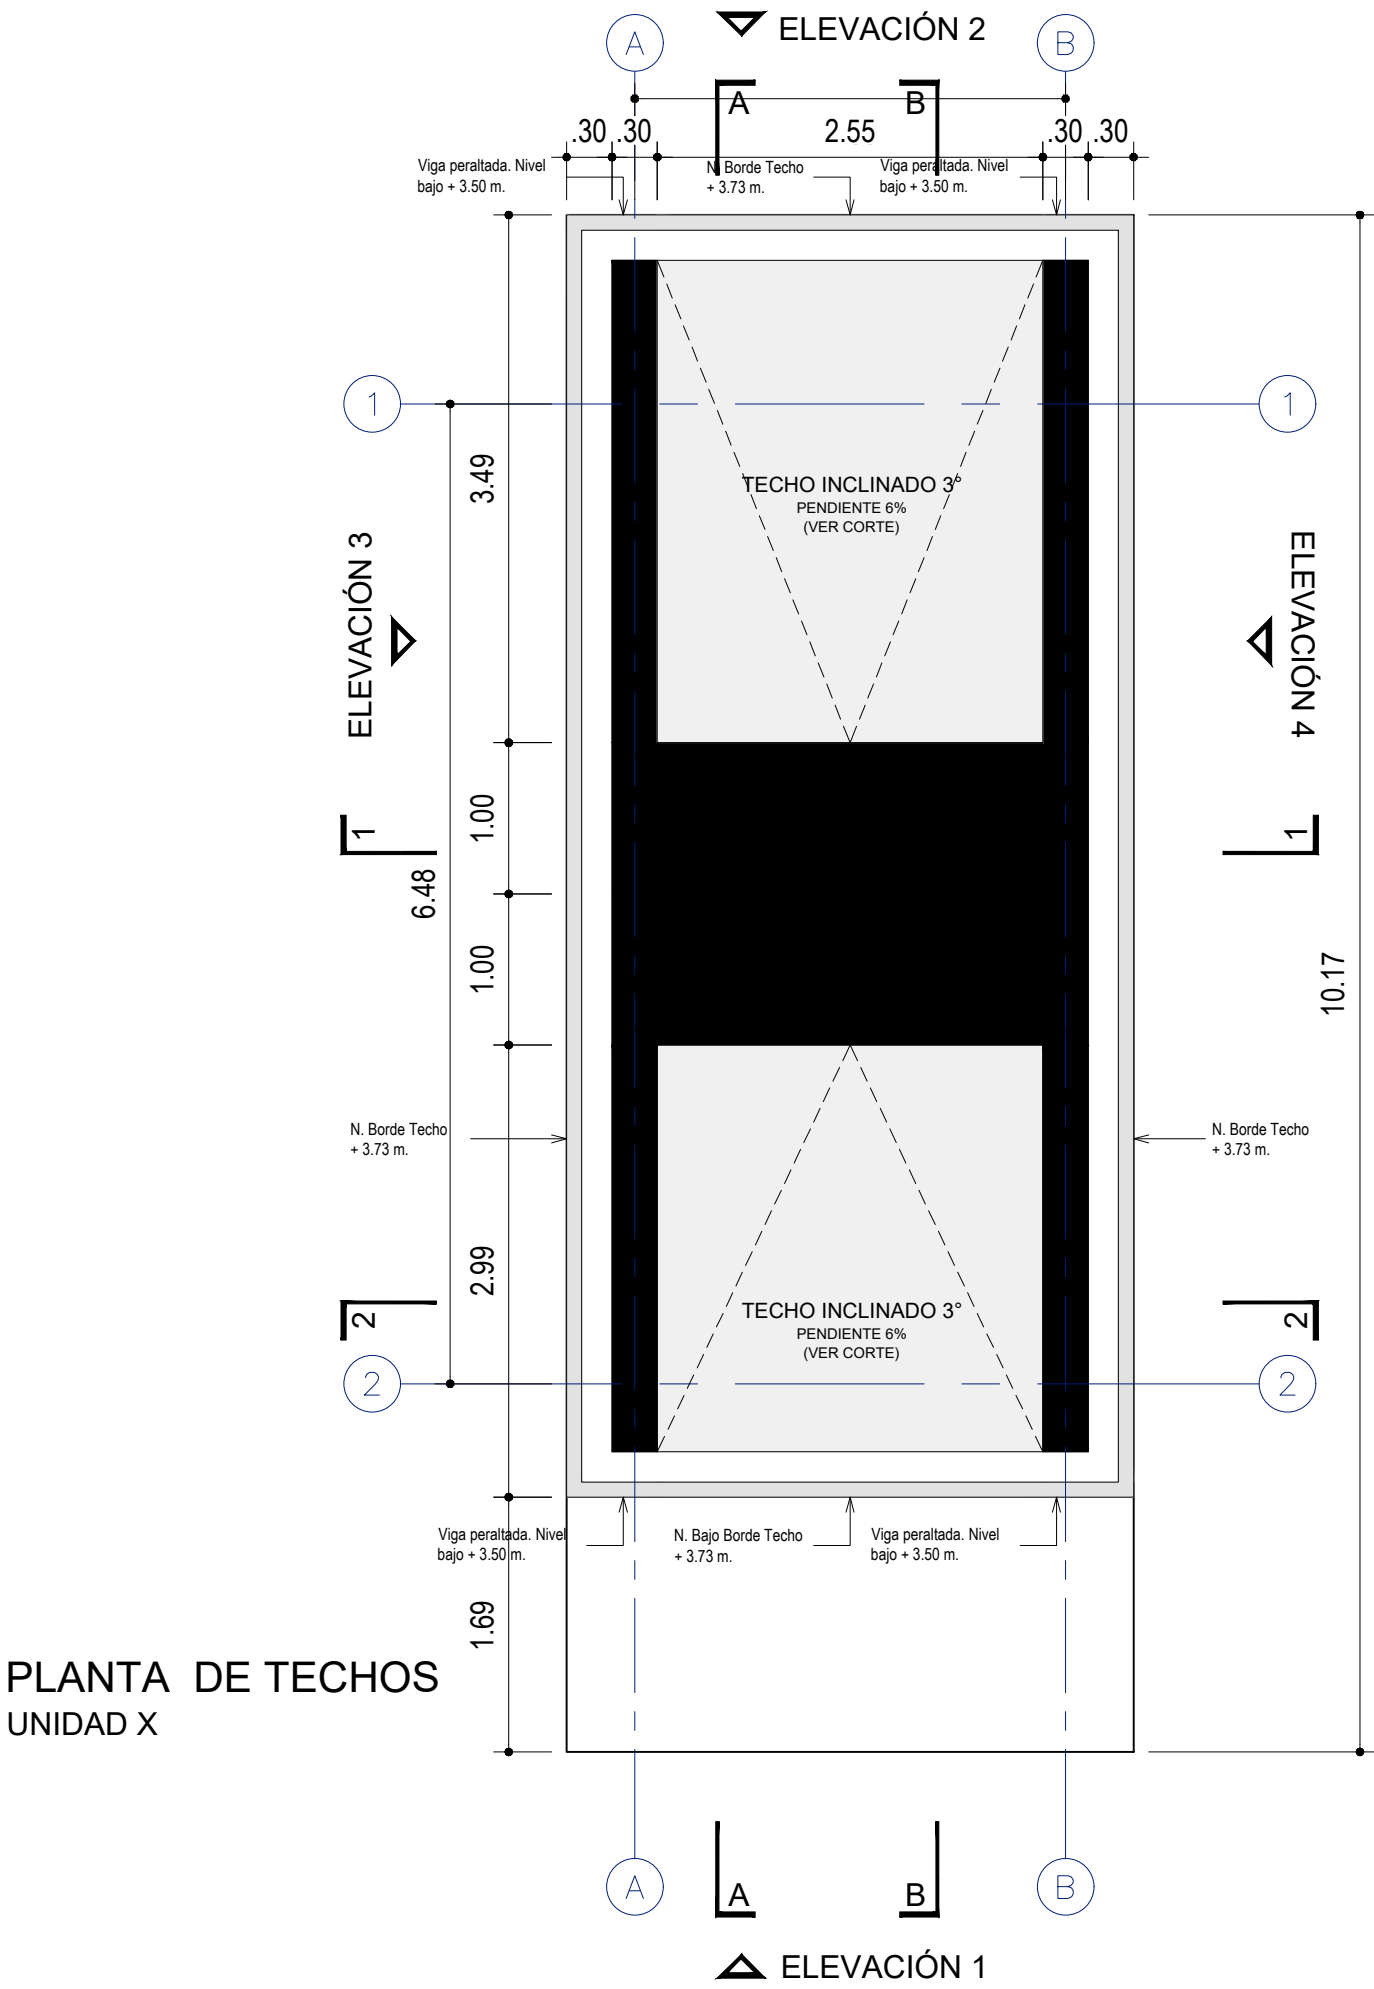 ELEVACIÓN 2
A
B
A
B
.30
.30
2.55
.30
.30
Viga peraltada. Nivel
bajo + 3.50 m.
N. Borde Techo
+ 3.73 m.
Viga peraltada. Nivel
bajo + 3.50 m.
1
1
3.49
TECHO INCLINADO 3°
PENDIENTE 6%
(VER CORTE)
ELEVACIÓN 3
ELEVACIÓN 4
1.00
1
1
6.48
1.00
10.17
N. Borde Techo
+ 3.73 m.
N. Borde Techo
+ 3.73 m.
2.99
TECHO INCLINADO 3°
PENDIENTE 6%
(VER CORTE)
2
2
2
2
Viga peraltada. Nivel
bajo + 3.50 m.
N. Bajo Borde Techo
+ 3.73 m.
Viga peraltada. Nivel
bajo + 3.50 m.
1.69
PLANTA DE TECHOS
UNIDAD X
A
A
B
B
ELEVACIÓN 1